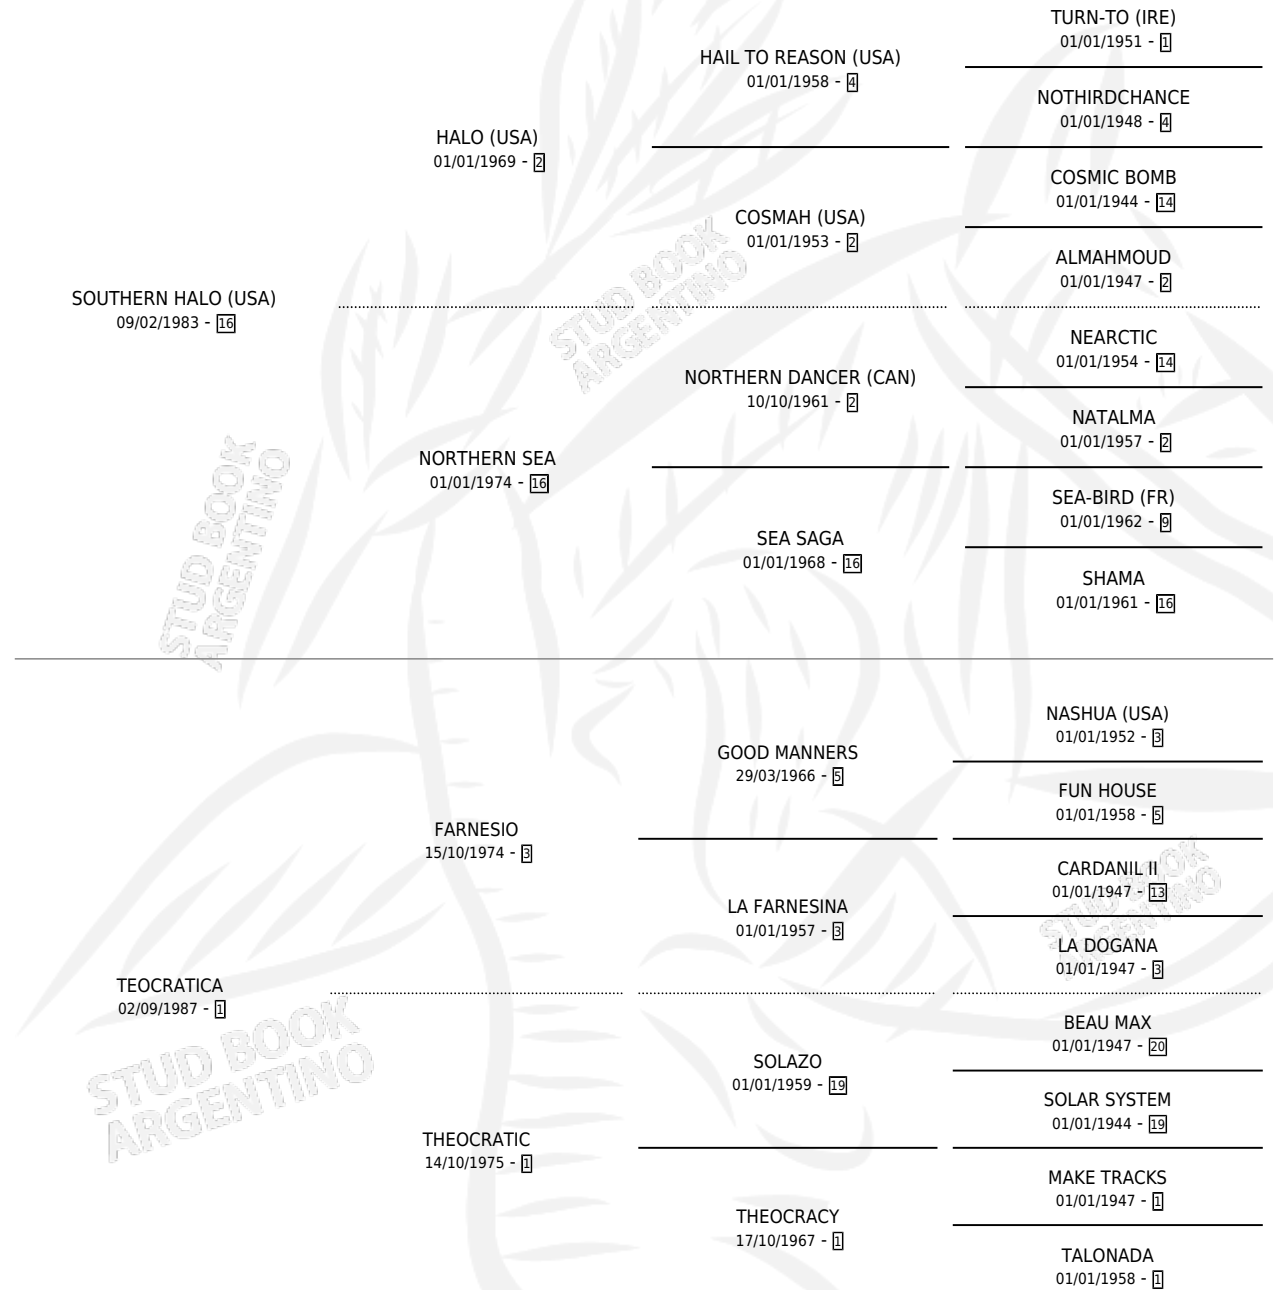 TURN-TO (IRE)
01/01/1951 - 1
HAIL TO REASON (USA)
01/01/1958 - 4
NOTHIRDCHANCE
01/01/1948 - 4
HALO (USA)
01/01/1969 - 2
COSMIC BOMB
01/01/1944 - 14
COSMAH (USA)
01/01/1953 - 2
ALMAHMOUD
01/01/1947 - 2
SOUTHERN HALO (USA)
09/02/1983 - 16
NEARCTIC
01/01/1954 - 14
NORTHERN DANCER (CAN)
10/10/1961 - 2
NATALMA
01/01/1957 - 2
NORTHERN SEA
01/01/1974 - 16
SEA-BIRD (FR)
01/01/1962 - 9
SEA SAGA
01/01/1968 - 16
SHAMA
01/01/1961 - 16
STUD BOOK
ARGENTINO
STUD BOOK
ARGENTINO
NASHUA (USA)
01/01/1952 - 3
GOOD MANNERS
29/03/1966 - 5
FUN HOUSE
01/01/1958 - 5
FARNESIO
15/10/1974 - 3
CARDANIL II
01/01/1947 - 13
LA FARNESINA
01/01/1957 - 3
LA DOGANA
01/01/1947 - 3
STUD BOOK
ARGENTINO
TEOCRATICA
02/09/1987 - 1
BEAU MAX
01/01/1947 - 20
SOLAZO
01/01/1959 - 19
SOLAR SYSTEM
01/01/1944 - 19
THEOCRATIC
14/10/1975 - 1
MAKE TRACKS
01/01/1947 - 1
THEOCRACY
17/10/1967 - 1
TALONADA
01/01/1958 - 1
STUD BOOK
ARGENTINO